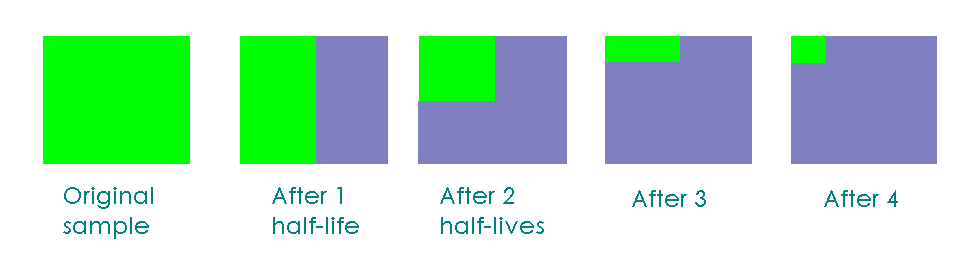 Original
sample
After 1
half-life
After 2
half-lives
After 3
After 4